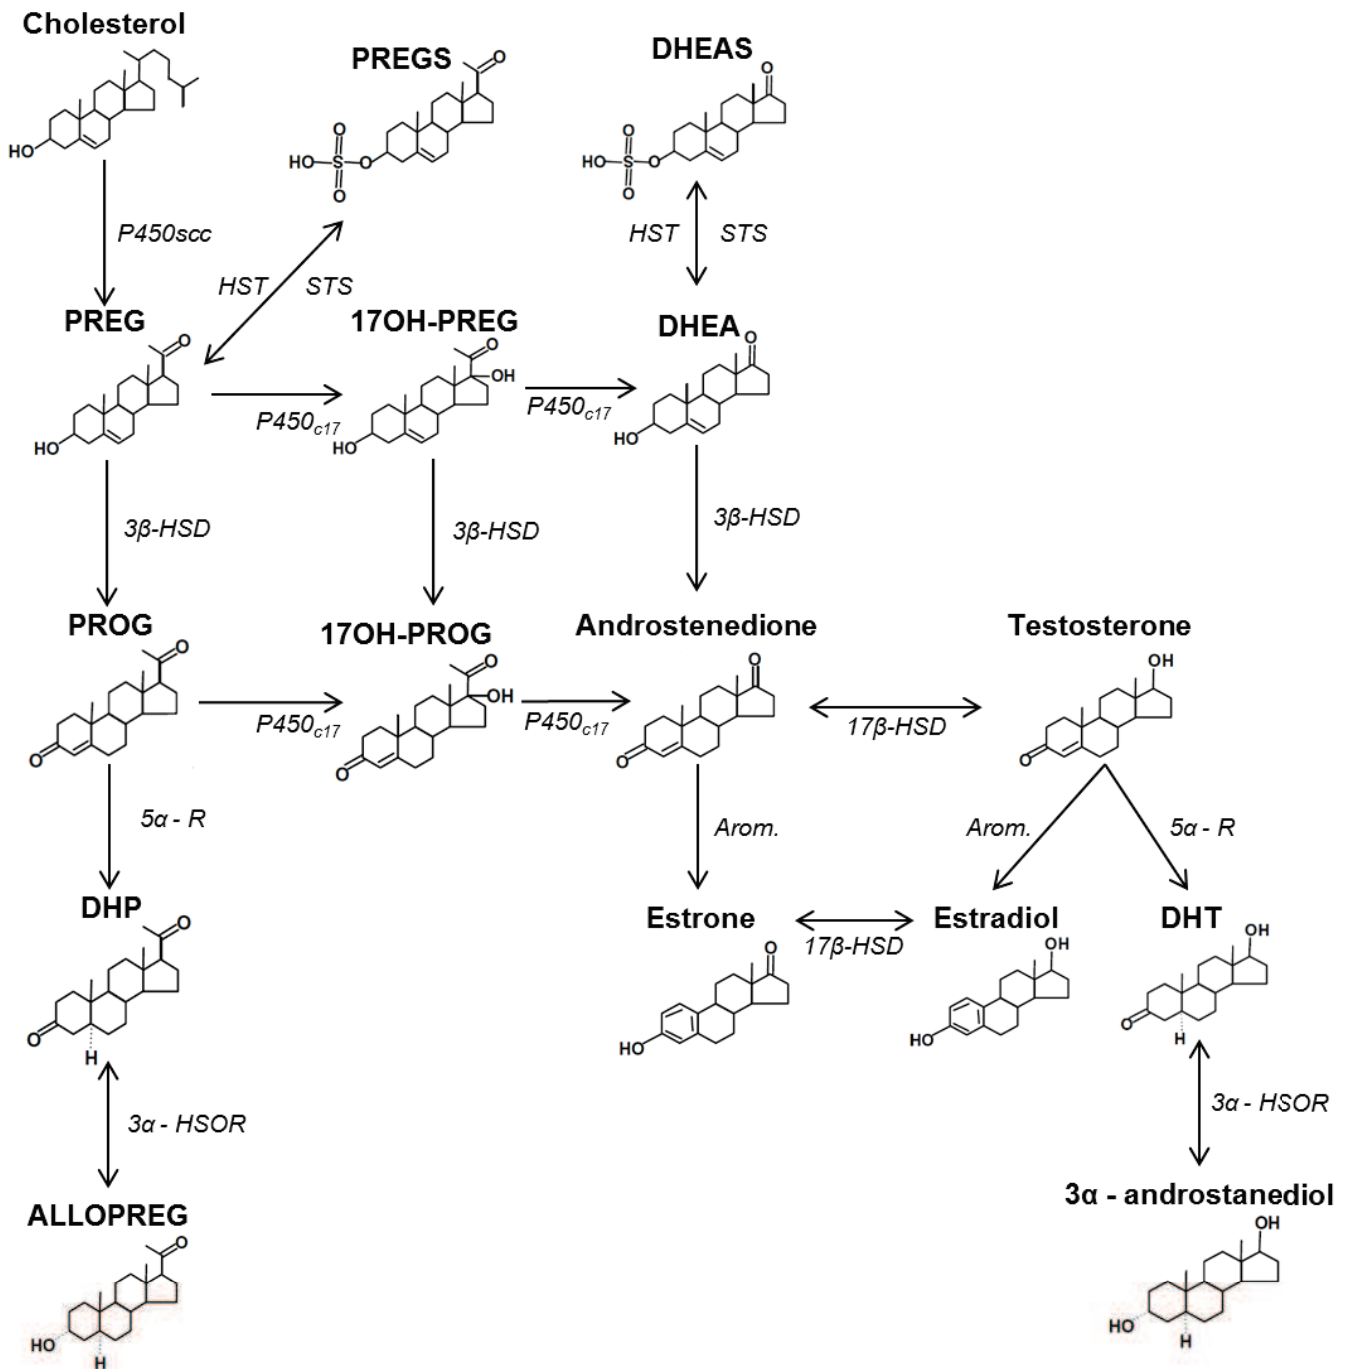 Cholesterol
PREGS
DHEAS
O
O
O
HO-S-O
O
O
HO-S-O
O
HO
P450scc
HST STS
HST STS
PREG
17OH-PREG
DHEA
O
O
OH
O
HO
P450c17
HO
P450c17
HO
3β-HSD
3β-HSD
3β-HSD
PROG
17OH-PROG
Androstenedione
Testosterone
O
O
OH
O
OH
O
P450c17
O
P450c17
O
17β-HSD
O
5α - R
Arom.
Arom.
5α - R
DHP
Estrone
Estradiol
DHT
O
O
17β-HSD
OH
OH
O
H
HO
HO
O
H
3α - HSOR
3α - HSOR
ALLOPREG
3α - androstanediol
O
OH
HO
H
HO
H